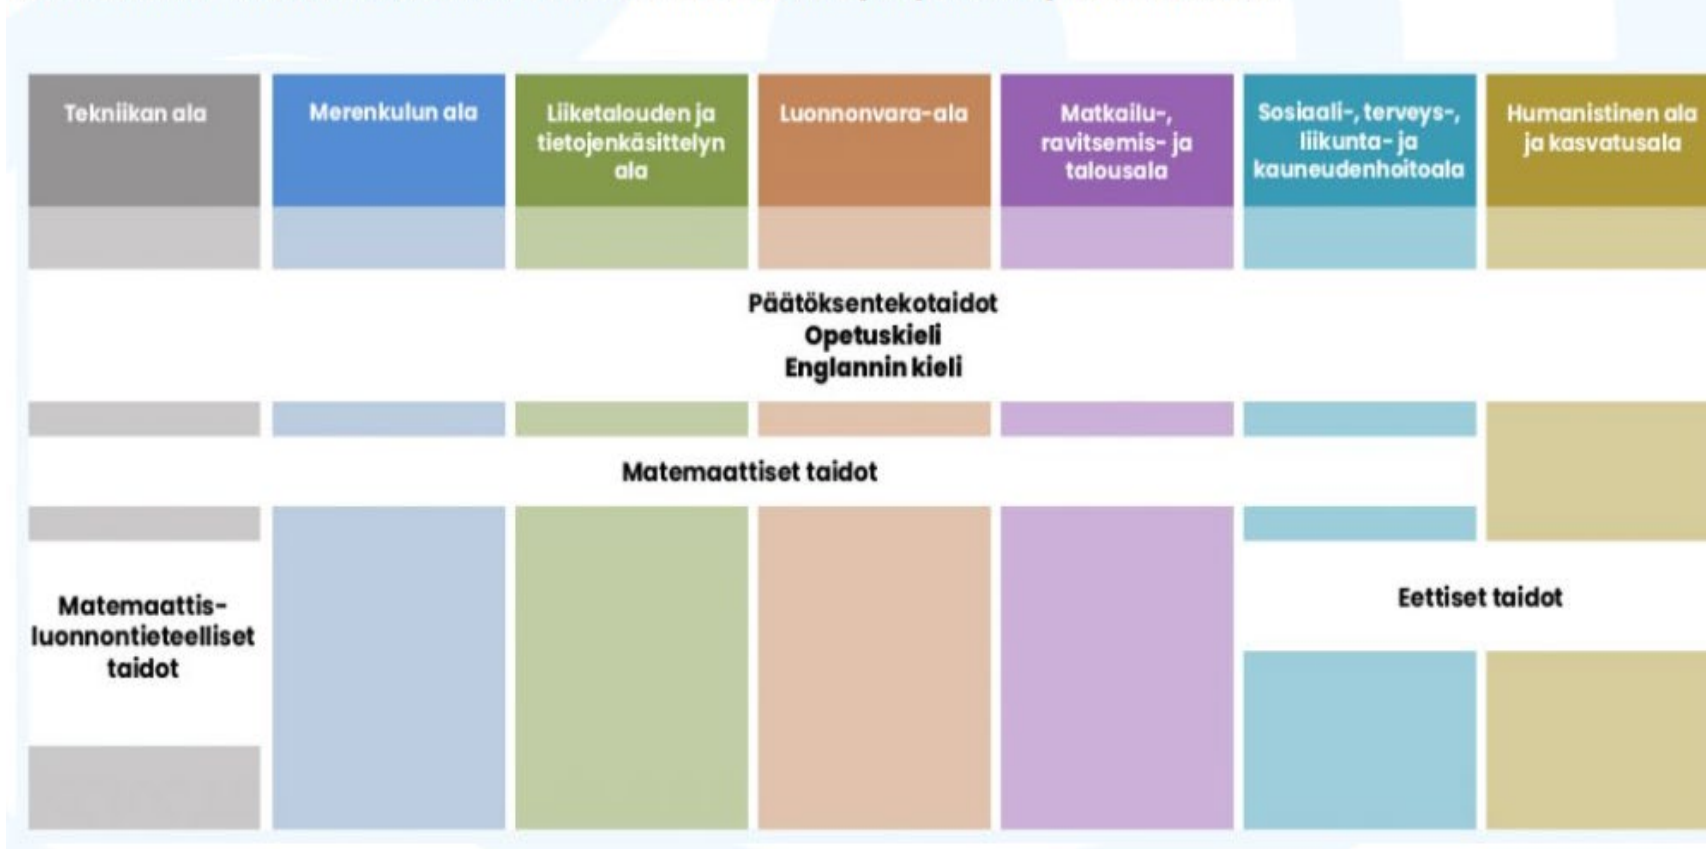 Tekniikan ala
Merenkulun ala
Liiketalouden ja
tietojenkäsittelyn
ala
Luonnonvara-ala
Matkailu-,
ravitsemis- ja
talousala
Sosiaali-, terveys-,
liikunta- ja
kauneudenhoitoala
Humanistinen ala
ja kasvatusala
Päätöksentekotaidot
Opetuskieli
Englannin kieli
Matemaattiset taidot
Matemaattis-
luonnontieteelliset
taidot
Eettiset taidot